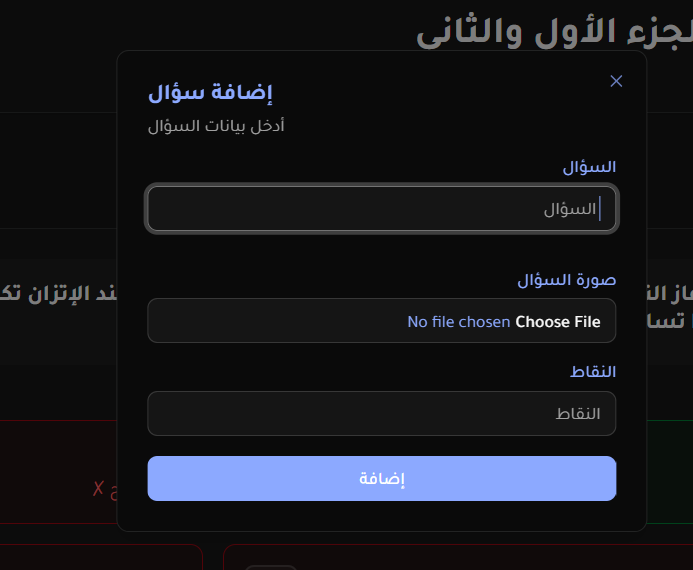 الجزء الأول والثاني
إضافة سؤال
أدخل بيانات السؤال
السؤال
السؤال
صورة السؤال
Choose File No file chosen
النقاط
النقاط
إضافة
الإتزان
X